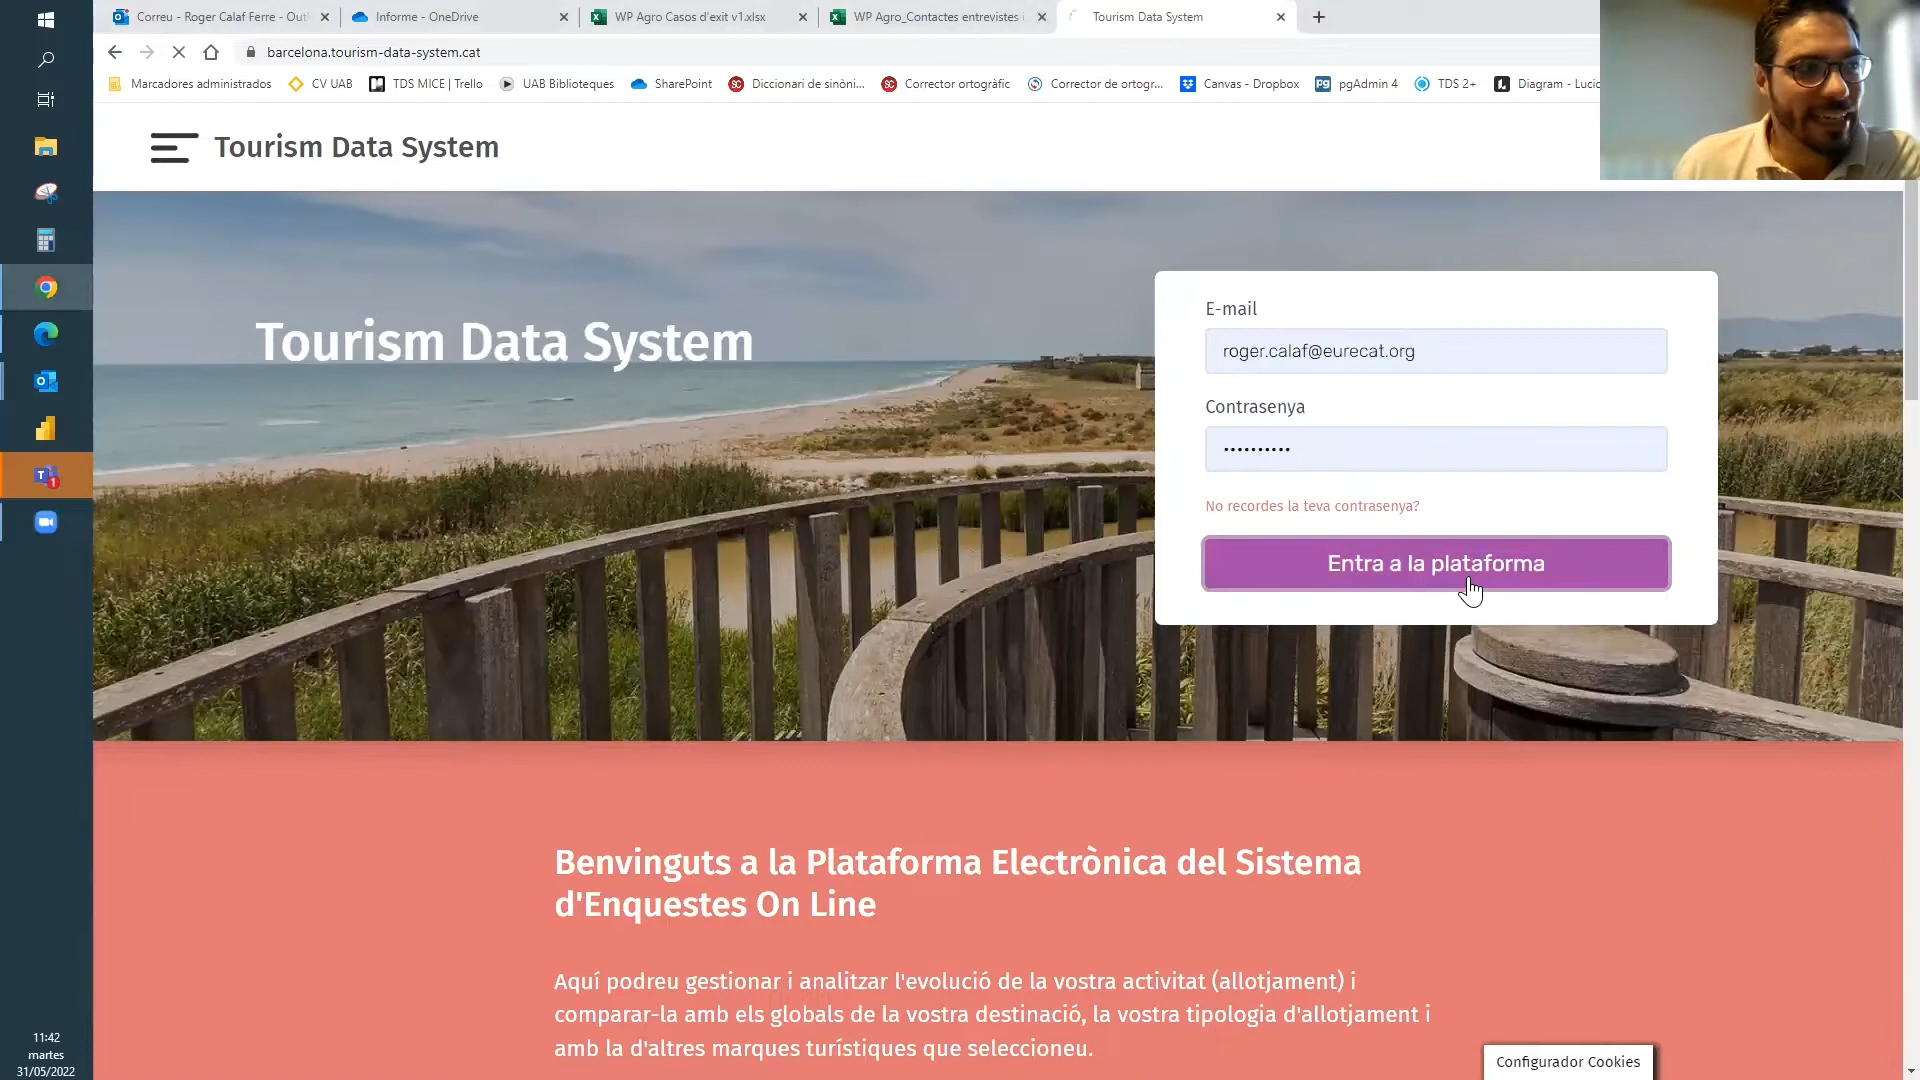 Correu - Roger Calaf Ferre - Out
Informe - OneDrive
WP Agro Casos d'exit v1.xlsx
WP Agro_Contactes entrevistes
Tourism Data System
barcelona.tourism-data-system.cat
Marcadores administrados
CV UAB
TDS MICE | Trello
UAB Biblioteques
SharePoint
Diccionari de sinòni...
Corrector ortogràfic
Corrector de ortogr...
Canvas - Dropbox
pgAdmin 4
TDS 2+
Diagram - Lucid
Tourism Data System
Tourism Data System
E-mail
roger.calaf@eurecat.org
Contrasenya
No recordes la teva contrasenya?
Entra a la plataforma
Benvinguts a la Plataforma Electrònica del Sistema
d'Enquestes On Line
Aquí podreu gestionar i analitzar l'evolució de la vostra activitat (allotjament) i
comparar-la amb els globals de la vostra destinació, la vostra tipologia d'allotjament i
amb la d'altres marques turístiques que seleccioneu.
Configurador Cookies
11:42
martes
31/05/2022